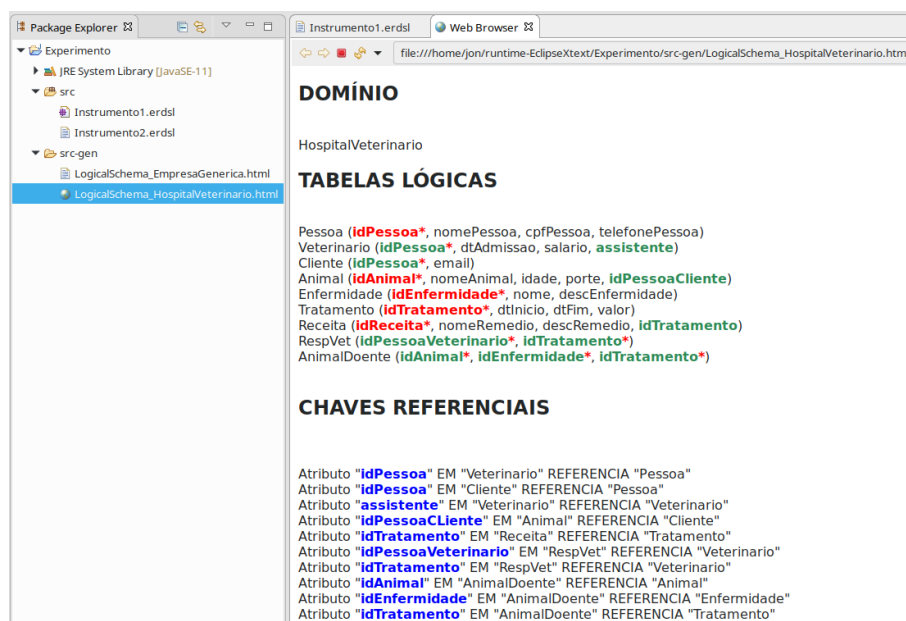 Package Explorer
Experimento
JRE System Library [JavaSE-11]
src
Instrumento1.erdsl
Instrumento2.erdsl
src-gen
LogicalSchema_EmpresaGenerica.html
LogicalSchema_HospitalVeterinario.html
Instrumento1.erdsl
Web Browser
file:///home/jon/runtime-EclipseXtext/Experimento/src-gen/LogicalSchema_HospitalVeterinario.htm
DOMÍNIO
HospitalVeterinario
TABELAS LÓGICAS
Pessoa (idPessoa*, nomePessoa, cpfPessoa, telefonePessoa)
Veterinario (idPessoa*, dtAdmissao, salario, assistente)
Cliente (idPessoa*, email)
Animal (idAnimal*, nomeAnimal, idade, porte, idPessoaCliente)
Enfermidade (idEnfermidade*, nome, descEnfermidade)
Tratamento (idTratamento*, dtInicio, dtFim, valor)
Receita (idReceita*, nomeRemedio, descRemedio, idTratamento)
RespVet (idPessoaVeterinario*, idTratamento*)
AnimalDoente (idAnimal*, idEnfermidade*, idTratamento*)
CHAVES REFERENCIAIS
Atributo "idPessoa" EM "Veterinario" REFERENCIA "Pessoa"
Atributo "idPessoa" EM "Cliente" REFERENCIA "Pessoa"
Atributo "assistente" EM "Veterinario" REFERENCIA "Veterinario"
Atributo "idPessoaCLiente" EM "Animal" REFERENCIA "Cliente"
Atributo "idTratamento" EM "Receita" REFERENCIA "Tratamento"
Atributo "idPessoaVeterinario" EM "RespVet" REFERENCIA "Veterinario"
Atributo "idTratamento" EM "RespVet" REFERENCIA "Veterinario"
Atributo "idAnimal" EM "AnimalDoente" REFERENCIA "Animal"
Atributo "idEnfermidade" EM "AnimalDoente" REFERENCIA "Enfermidade"
Atributo "idTratamento" EM "AnimalDoente" REFERENCIA "Tratamento"